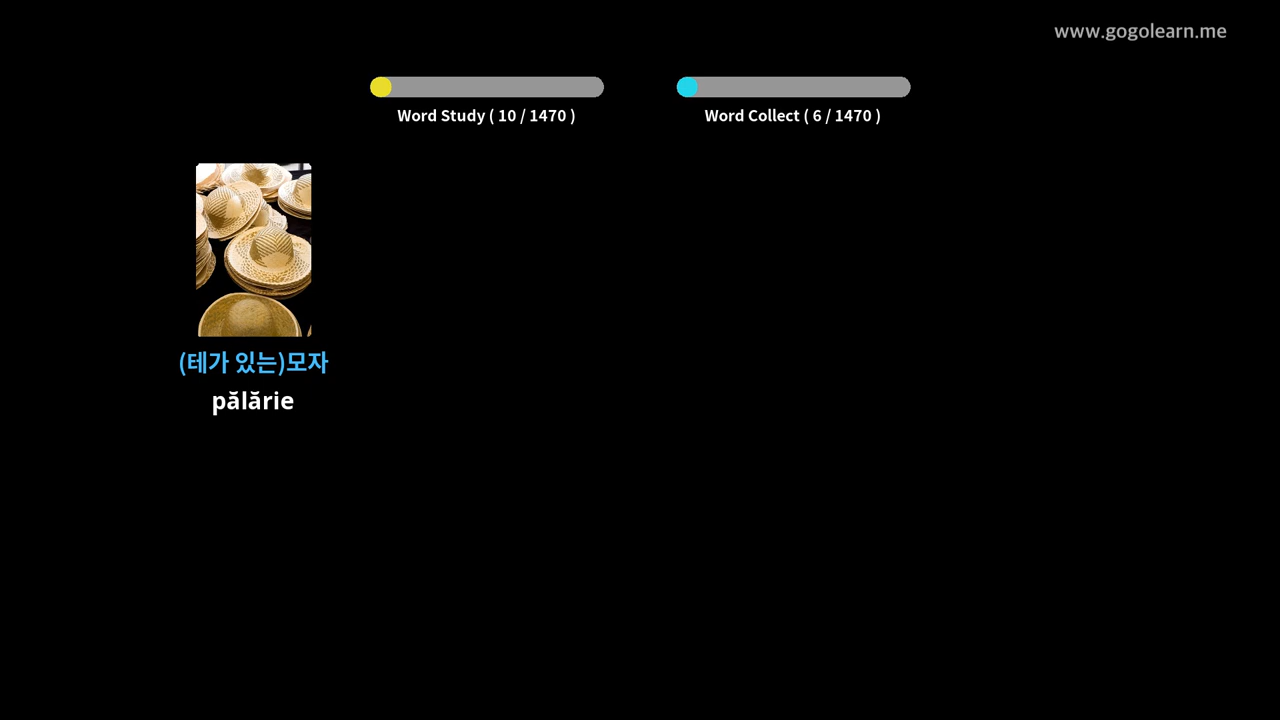 www.gogolearn.me
Word Study ( 10 / 1470 )
Word Collect ( 6 / 1470 )
(테가 있는)모자
pălărie